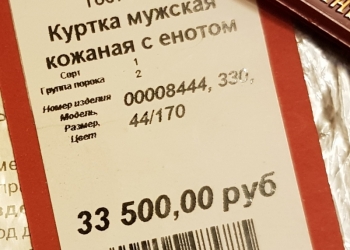 Куртка мужская
кожаная с енотом
Сорт 1
Группа порока 2
Номер изделия 00008444, 330,
Модель,
Размер, 44/170
Цвет
33 500,00 руб